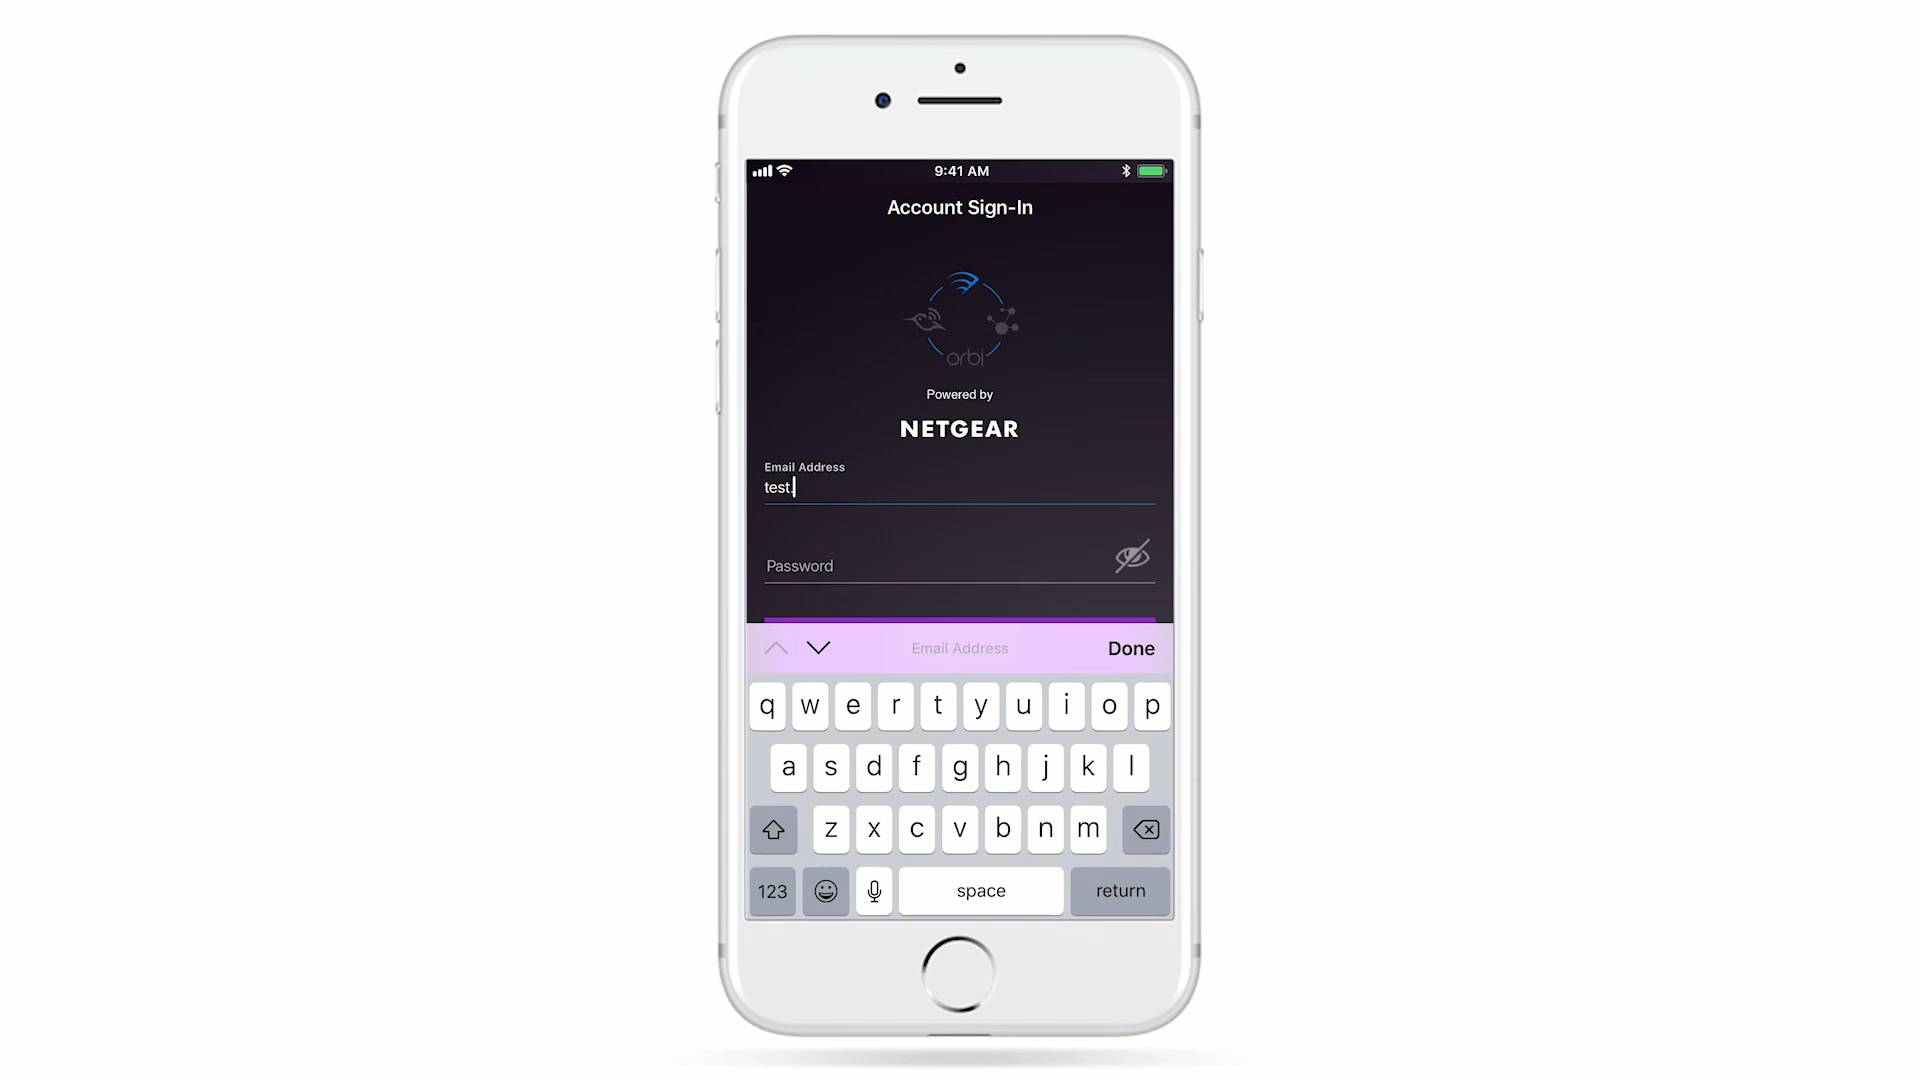 9:41 AM
Account Sign-In
orbi
Powered by
NETGEAR
Email Address
test.
Password
Email Address
Done
q w e r t y u i o p
a s d f g h j k l
z x c v b n m
123
space
return